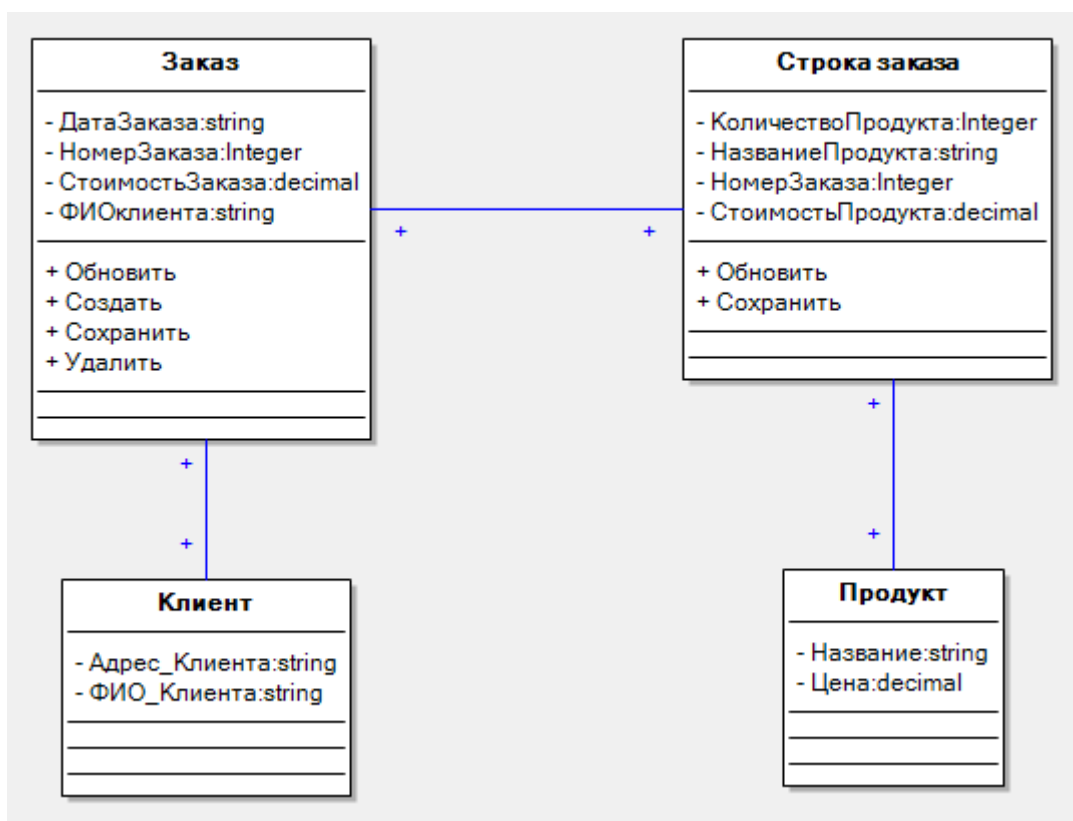 Заказ
- ДатаЗаказа:string
- НомерЗаказа:Integer
- СтоимостьЗаказа:decimal
- ФИОклиента:string
+ Обновить
+ Создать
+ Сохранить
+ Удалить
Строка заказа
- КоличествоПродукта:Integer
- НазваниеПродукта:string
- НомерЗаказа:Integer
- СтоимостьПродукта:decimal
+ Обновить
+ Сохранить
+
+
+
+
+
+
Клиент
- Адрес_Клиента:string
- ФИО_Клиента:string
Продукт
- Название:string
- Цена:decimal